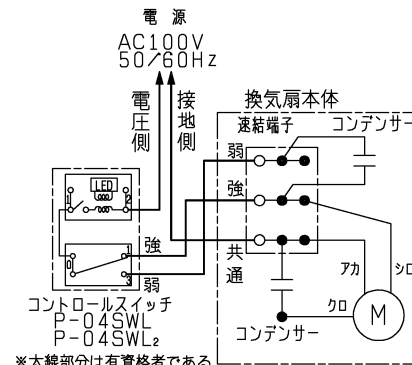 電 源
AC100V
50/60Hz
電圧側
接地側
換気扇本体
速結端子
コンデンサー
弱
強
共通
LED
1
2
強
0
1
3
弱
アカ
シロ
クロ
M
コンデンサー
コントロールスイッチ
P-04SWL
P-04SWL₂
※太線部分は有資格者である